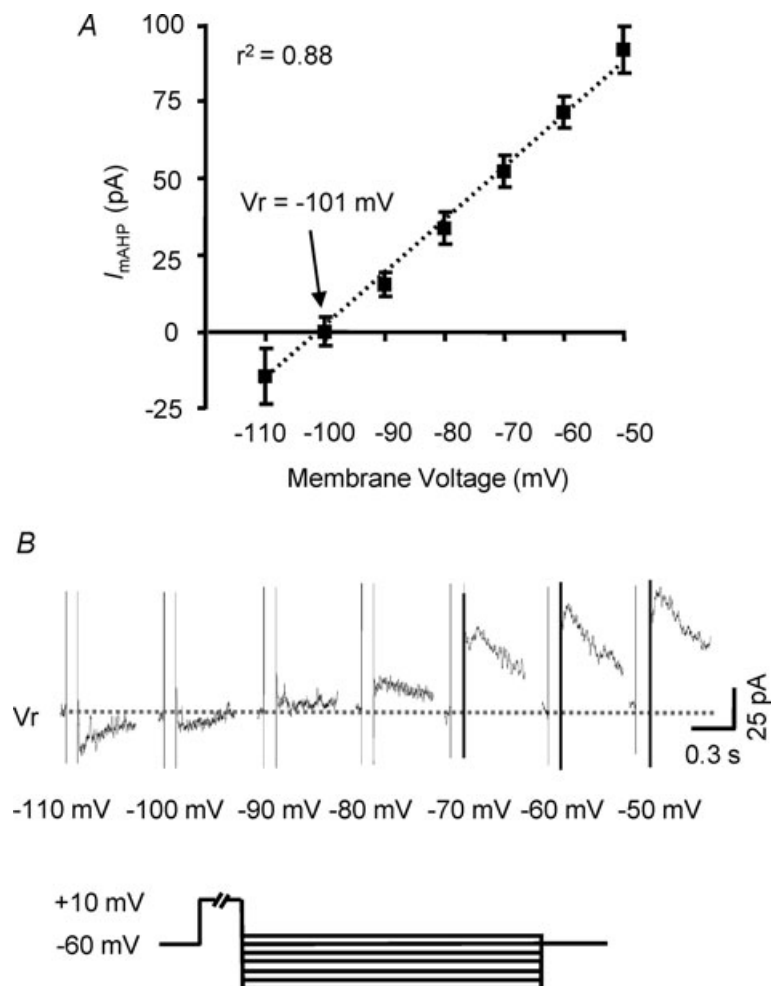 A
100
r² = 0.88
75
50
Vr = -101 mV
25
0
-25
I_mAHP (pA)
-110 -100 -90 -80 -70 -60 -50
Membrane Voltage (mV)
B
Vr
25 pA
0.3 s
-110 mV -100 mV -90 mV -80 mV -70 mV -60 mV -50 mV
+10 mV
-60 mV